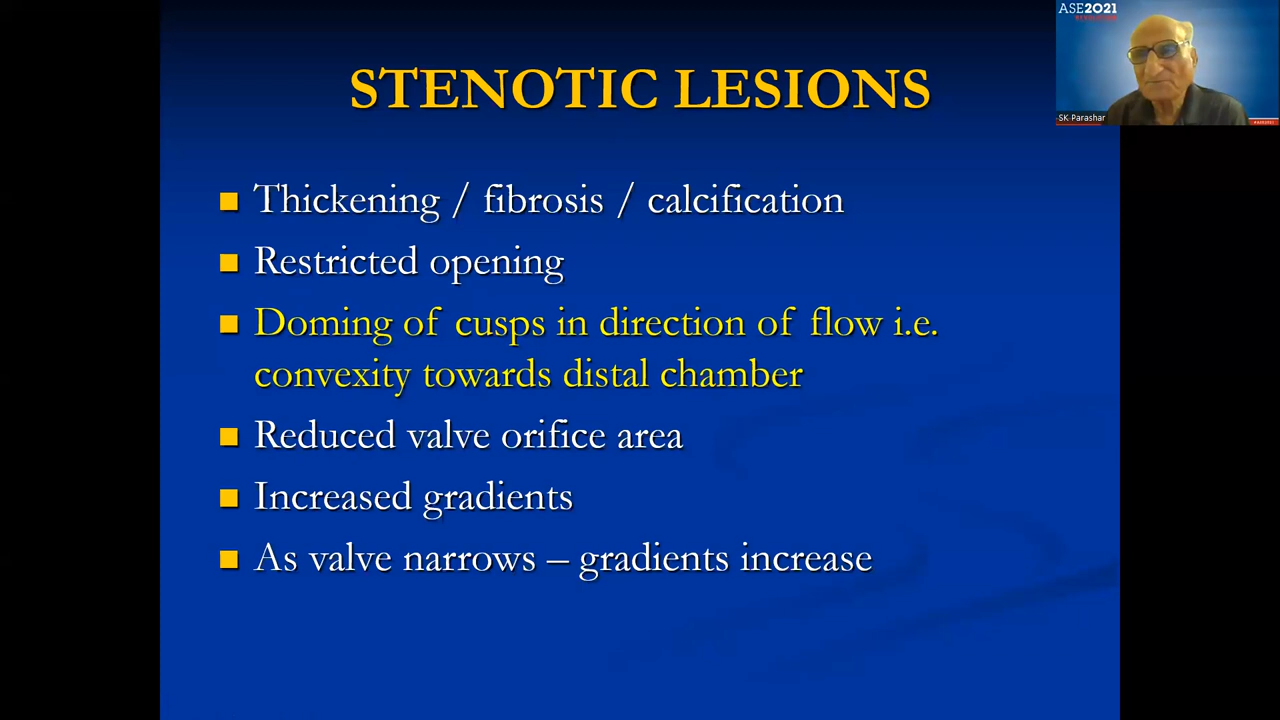 ASE2021
STENOTIC LESIONS
SK Parashar
Thickening / fibrosis / calcification
Restricted opening
Doming of cusps in direction of flow i.e.
convexity towards distal chamber
Reduced valve orifice area
Increased gradients
As valve narrows – gradients increase